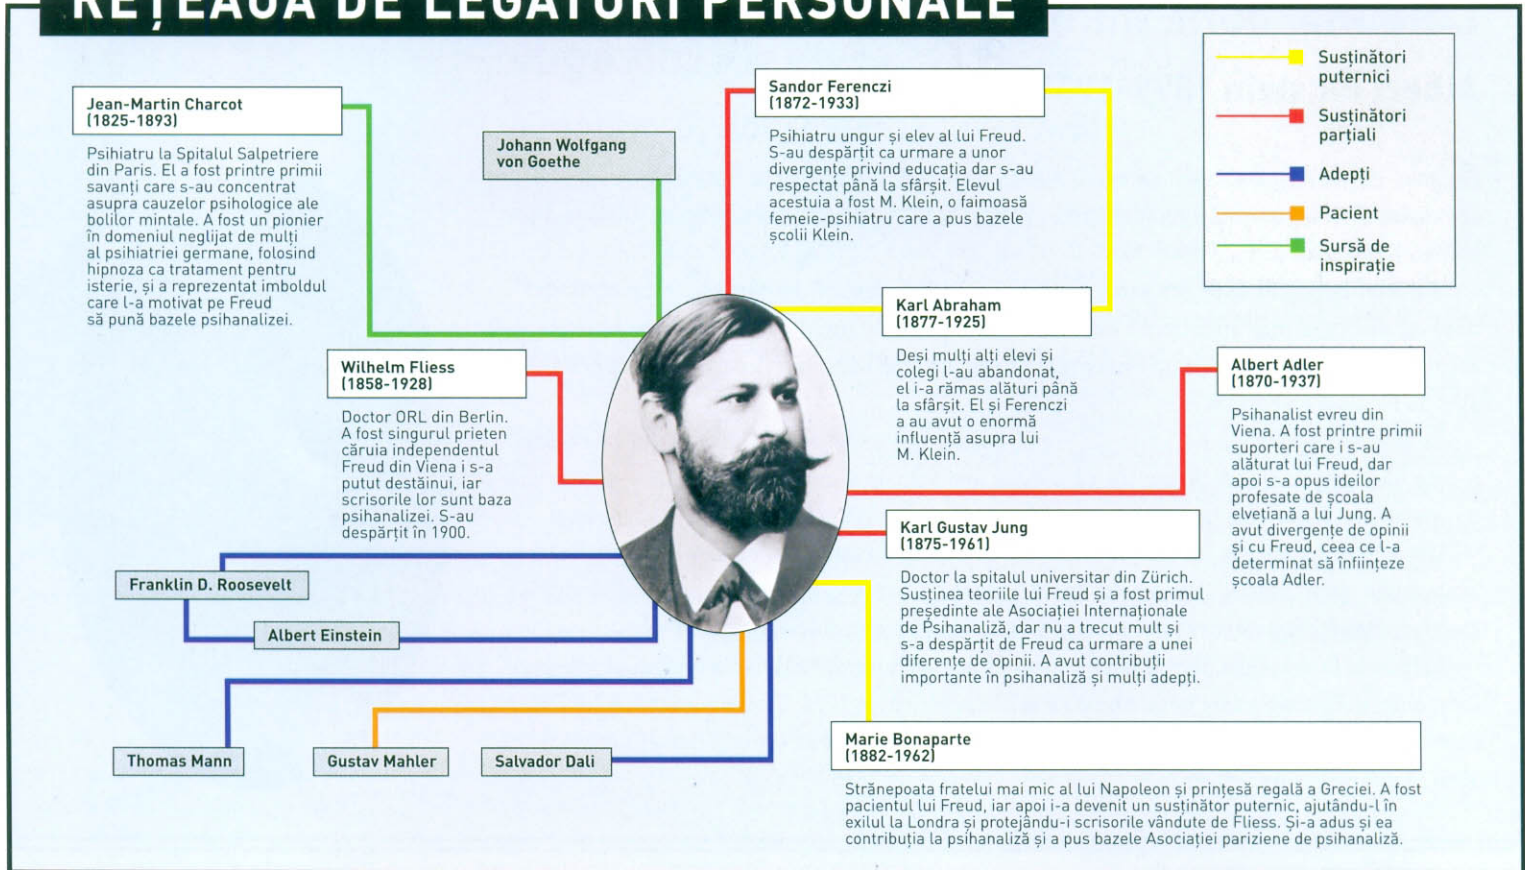 REȚEAUA DE LEGĂTURI PERSONALE
Jean-Martin Charcot
(1825-1893)
Psihiatru la Spitalul Salpetriere
din Paris. El a fost printre primii
savanți care s-au concentrat
asupra cauzelor psihologice ale
bolilor mintale. A fost un pionier
în domeniul neglijat de mulți
al psihiatriei germane, folosind
hipnoza ca tratament pentru
isterie, și a reprezentat imboldul
care l-a motivat pe Freud
să pună bazele psihanalizei.
Johann Wolfgang
von Goethe
Sandor Ferenczi
(1872-1933)
Psihiatru ungur și elev al lui Freud.
S-au despărțit ca urmare a unor
divergențe privind educația dar s-au
respectat până la sfârșit. Elevul
acestuia a fost M. Klein, o faimoasă
femeie-psihiatru care a pus bazele
școlii Klein.
Susținători
puternici
Susținători
parțiali
Adepți
Pacient
Sursă de
inspirație
Karl Abraham
(1877-1925)
Deși mulți alți elevi și
colegi l-au abandonat,
el i-a rămas alături până
la sfârșit. El și Ferenczi
a au avut o enormă
influență asupra lui
M. Klein.
Wilhelm Fliess
(1858-1928)
Doctor ORL din Berlin.
A fost singurul prieten
căruia independentul
Freud din Viena i s-a
putut destăinui, iar
scrisorile lor sunt baza
psihanalizei. S-au
despărțit în 1900.
Albert Adler
(1870-1937)
Psihanalist evreu din
Viena. A fost printre primii
suporteri care i s-au
alăturat lui Freud, dar
apoi s-a opus ideilor
profesate de școala
elvețiană a lui Jung. A
avut divergențe de opinii
și cu Freud, ceea ce l-a
determinat să înființeze
școala Adler.
Karl Gustav Jung
(1875-1961)
Doctor la spitalul universitar din Zürich.
Susținea teoriile lui Freud și a fost primul
președinte ale Asociației Internaționale
de Psihanaliză, dar nu a trecut mult și
s-a despărțit de Freud ca urmare a unei
diferențe de opinii. A avut contribuții
importante în psihanaliză și mulți adepți.
Franklin D. Roosevelt
Albert Einstein
Thomas Mann
Gustav Mahler
Salvador Dali
Marie Bonaparte
(1882-1962)
Strănepoata fratelui mai mic al lui Napoleon și prințesă regală a Greciei. A fost
pacientul lui Freud, iar apoi i-a devenit un susținător puternic, ajutându-l în
exilul la Londra și protejându-i scrisorile vândute de Fliess. Și-a adus și ea
contribuția la psihanaliză și a pus bazele Asociației pariziene de psihanaliză.